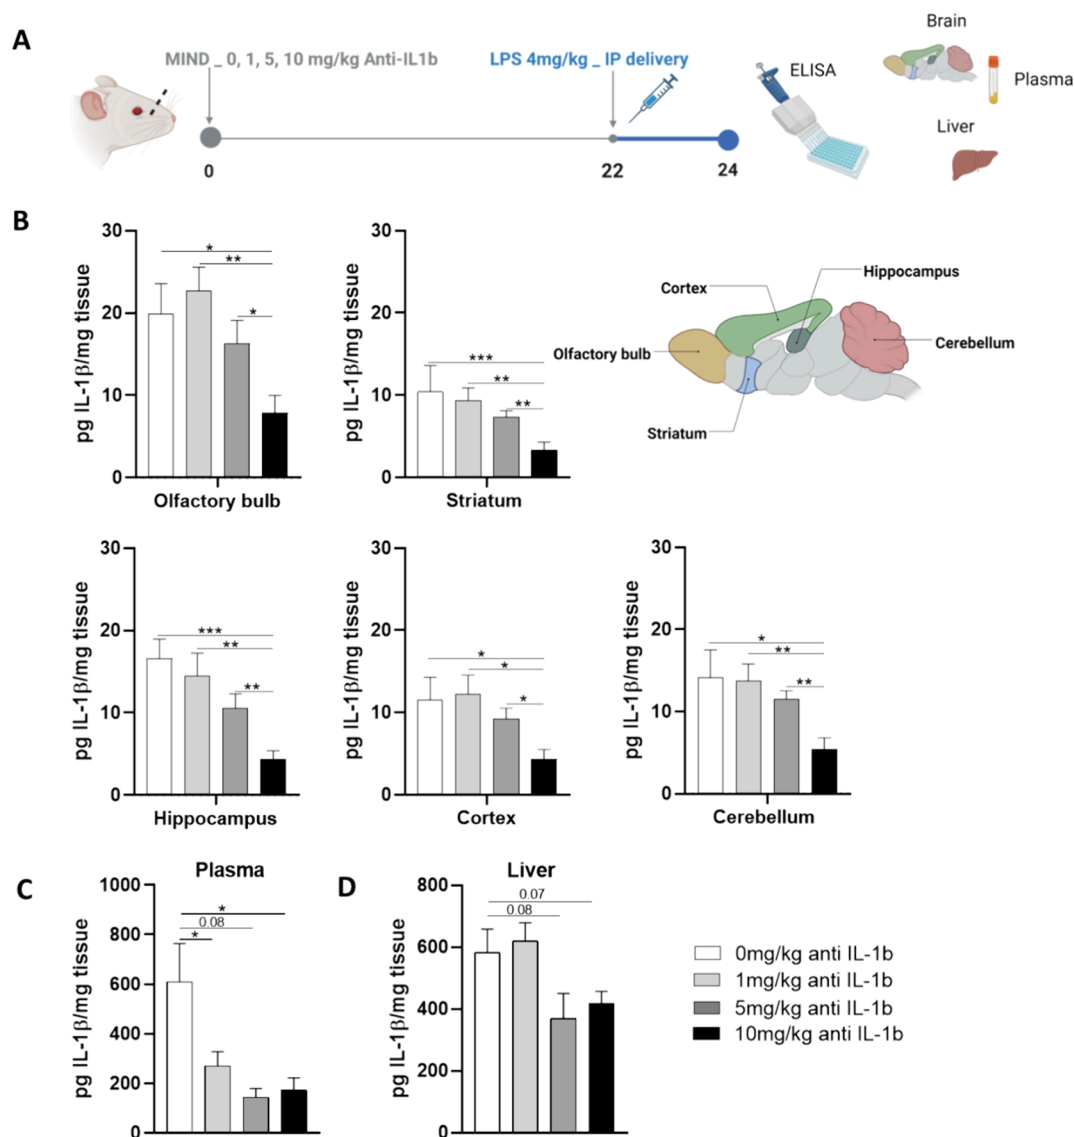 A
MIND _ 0, 1, 5, 10 mg/kg Anti-IL1b
LPS 4mg/kg _ IP delivery
0
22
24
ELISA
Brain
Plasma
Liver
B
30
20
10
0
pg IL-1β/mg tissue
*
**
*
Olfactory bulb
30
20
10
0
pg IL-1β/mg tissue
***
**
**
Striatum
Cortex
Hippocampus
Olfactory bulb
Cerebellum
Striatum
30
20
10
0
pg IL-1β/mg tissue
***
**
**
Hippocampus
30
20
10
0
pg IL-1β/mg tissue
*
*
*
Cortex
30
20
10
0
pg IL-1β/mg tissue
*
**
**
Cerebellum
C
Plasma
1000
800
600
400
200
0
pg IL-1β/mg tissue
*
0.08
*
D
Liver
800
600
400
200
0
pg IL-1β/mg tissue
0.07
0.08
0mg/kg anti IL-1b
1mg/kg anti IL-1b
5mg/kg anti IL-1b
10mg/kg anti IL-1b